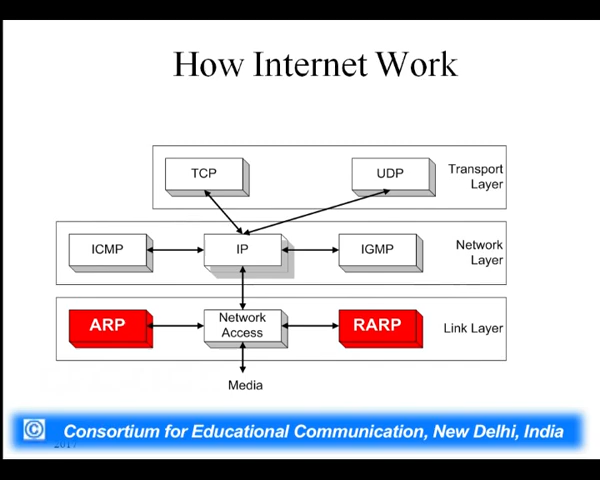 How Internet Work
TCP
UDP
Transport
Layer
ICMP
IP
IGMP
Network
Layer
ARP
Network
Access
RARP
Link Layer
Media
© Consortium for Educational Communication, New Delhi, India